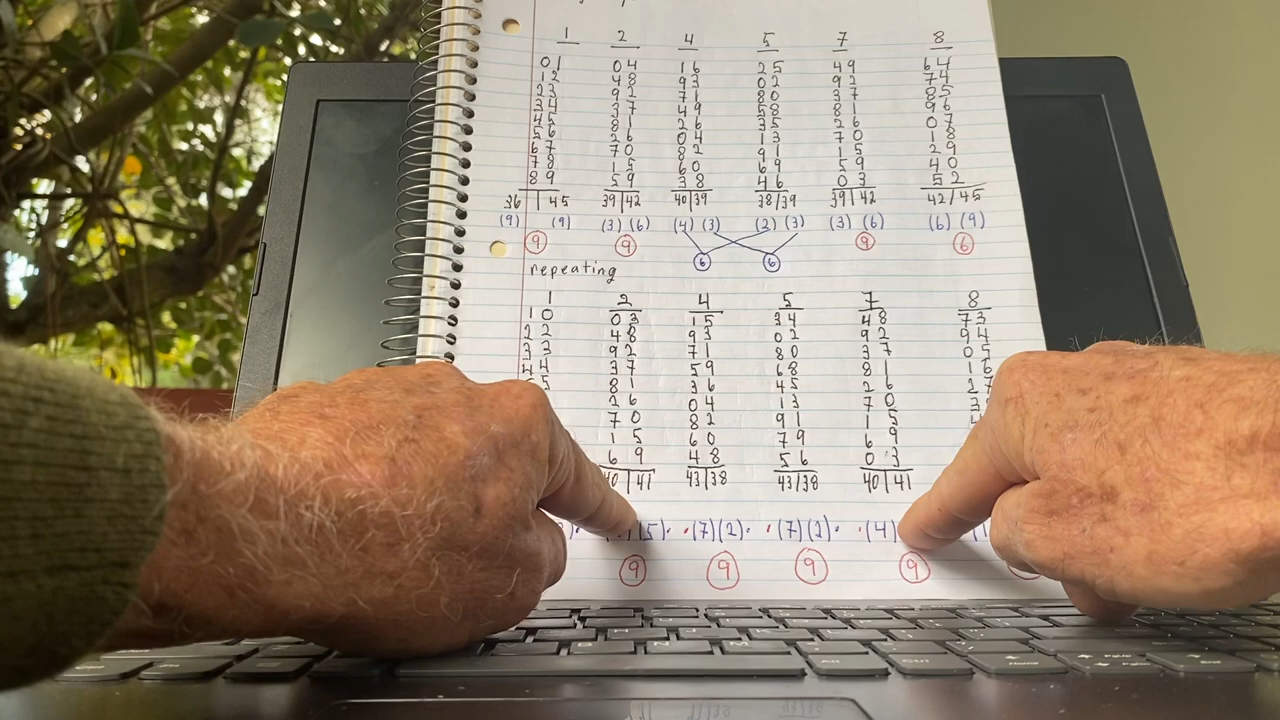 1 2 4 5 7 8
01 04 16 25 49 64
12 48 93 02 92 74
23 92 71 80 37 85
34 37 49 58 81 96
45 81 26 35 26 07
56 26 04 13 70 18
67 70 82 91 15 29
78 15 60 69 59 40
89 59 38 46 03 52
36|45 39|42 40|39 38|39 39|42 42/45
(9) (9) (3) (6) (4) (3) (2) (3) (3) (6) (6) (9)
9 9 9 6
6 6
repeating
1 2 4 5 7 8
10 03 15 34 48 73
22 48 93 02 92 94
33 92 71 80 37
44 37 59 68 81 16
81 36 45 26
26 04 13 70
70 82 91 15
15 60 79 69
69 48 56 03
40|41 43|38 43/38 40|41
(5) (7)(2) (7)(2) (4)
9 9 9 9